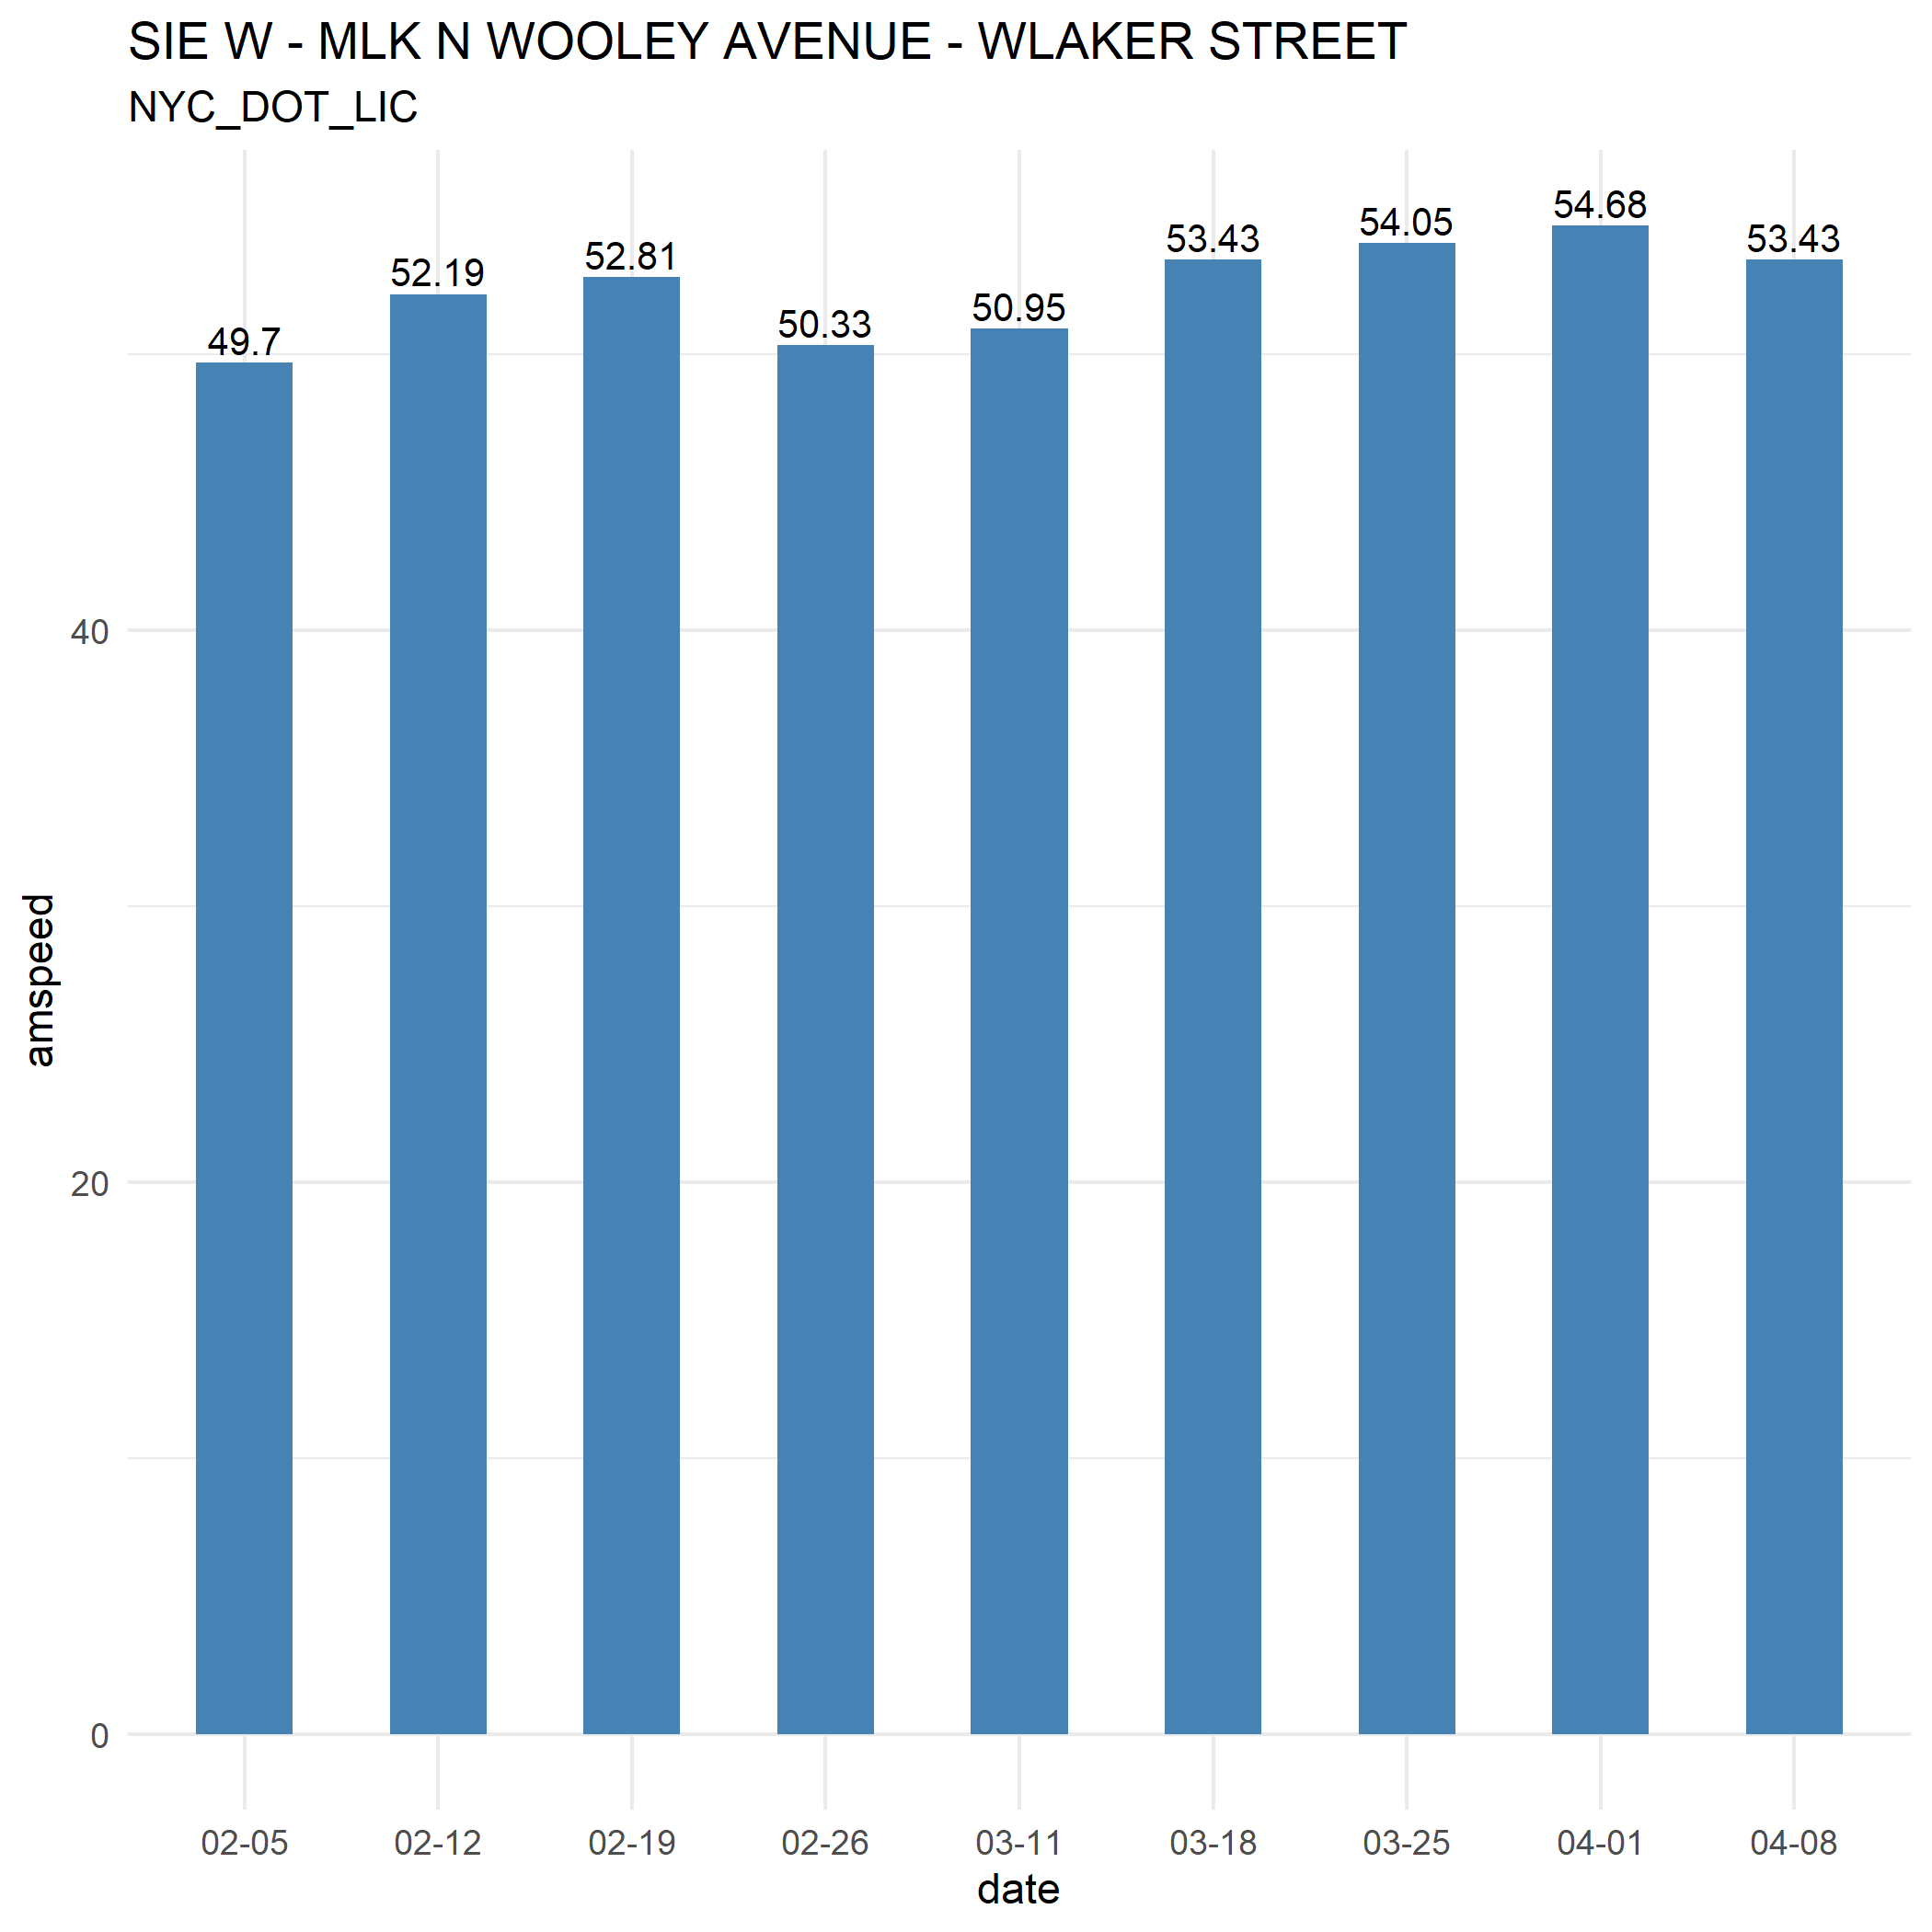 SIE W - MLK N WOOLEY AVENUE - WLAKER STREET
NYC_DOT_LIC
49.7
52.19
52.81
50.33
50.95
53.43
54.05
54.68
53.43
40
20
0
amspeed
02-05 02-12 02-19 02-26 03-11 03-18 03-25 04-01 04-08
date